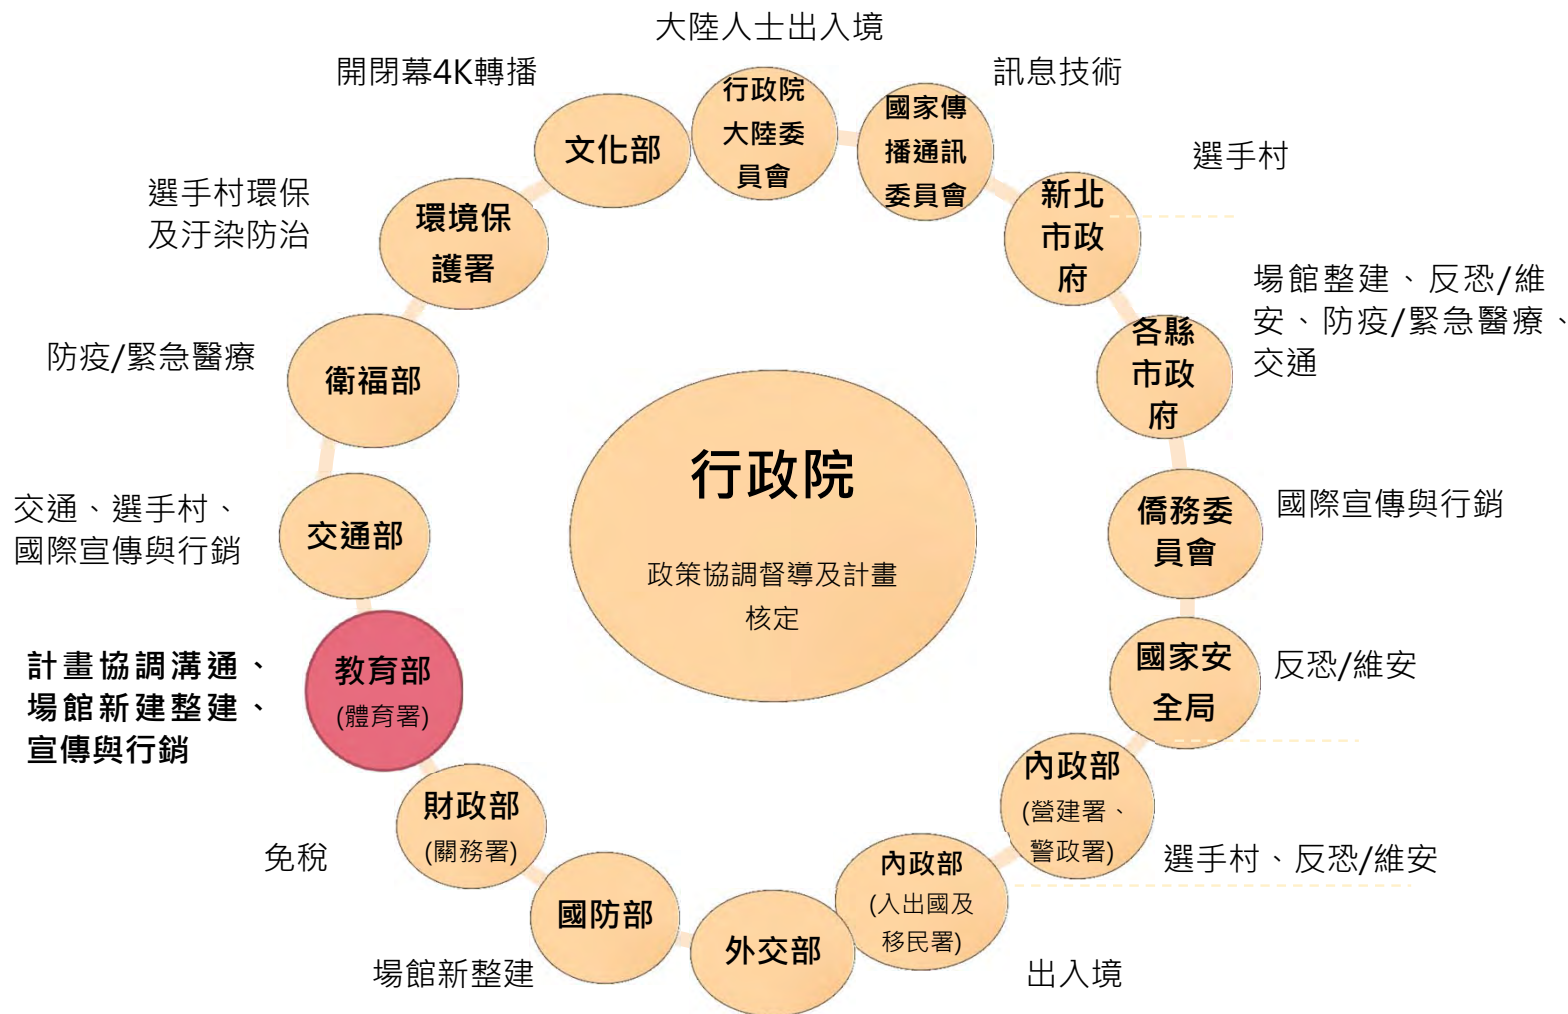 大陸人士出入境
開閉幕4K轉播
訊息技術
行政院
大陸委
員會
國家傳
播通訊
委員會
文化部
選手村
選手村環保
及汙染防治
環境保
護署
新北
市政
府
場館整建、反恐/維
安、防疫/緊急醫療、
交通
各縣
市政
府
防疫/緊急醫療
衛福部
行政院
政策協調督導及計畫
核定
交通、選手村、
國際宣傳與行銷
交通部
僑務委
員會
國際宣傳與行銷
計畫協調溝通、
場館新建整建、
宣傳與行銷
教育部
(體育署)
國家安
全局
反恐/維安
內政部
(營建署、
警政署)
選手村、反恐/維安
財政部
(關務署)
免稅
內政部
(入出國及
移民署)
出入境
國防部
場館新整建
外交部